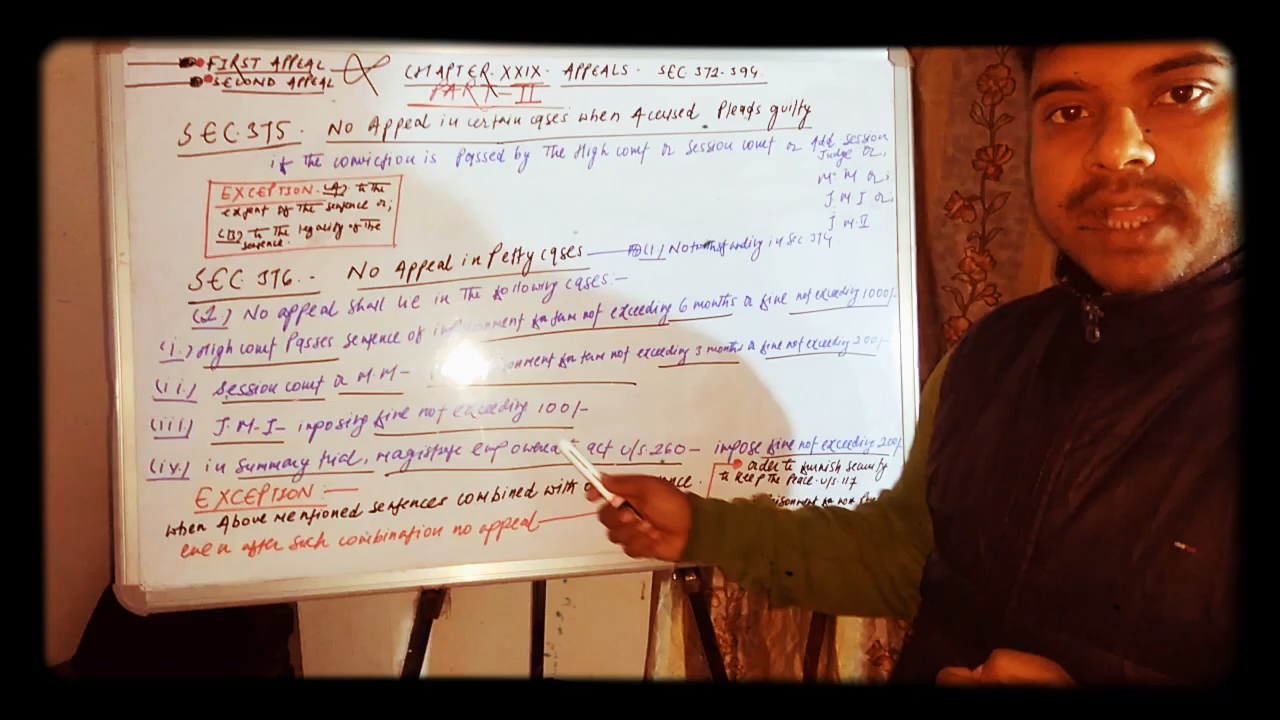 FIRST APPEAL
SECOND APPEAL
CHAPTER-XXIX- APPEALS- SEC 372-394.
PART-II
SEC.375. No Appeal in certain cases when Accused Pleads guilty
if the conviction is Passed by The High court or Session court or Add session
Judge or;
M.M or;
J M I or;
J M II
EXCEPTION-(A) to the
extent of the sentence or;
(B) to the legality of the
sentence.
SEC 376.- No Appeal in Petty cases
(1) Notwithstanding in Sec 374
(2) No appeal shall lie in The following cases:-
(i.) High court Passes sentence of imprisonment for term not exceeding 6 months or fine not exceeding 1000/-
(ii.) Session court or M.M- onment for term not exceeding 3 months or fine not exceeding 200/-
(iii.) J.M-I- imposing fine not exceeding 100/-
(iv.) in Summary trial, magistrate empowered act u/s.260- impose fine not exceeding 200/-
EXCEPTION:-
when Above mentioned sentences combined with
even after such combination no appeal
order to furnish security
to keep the Peace. u/s.117